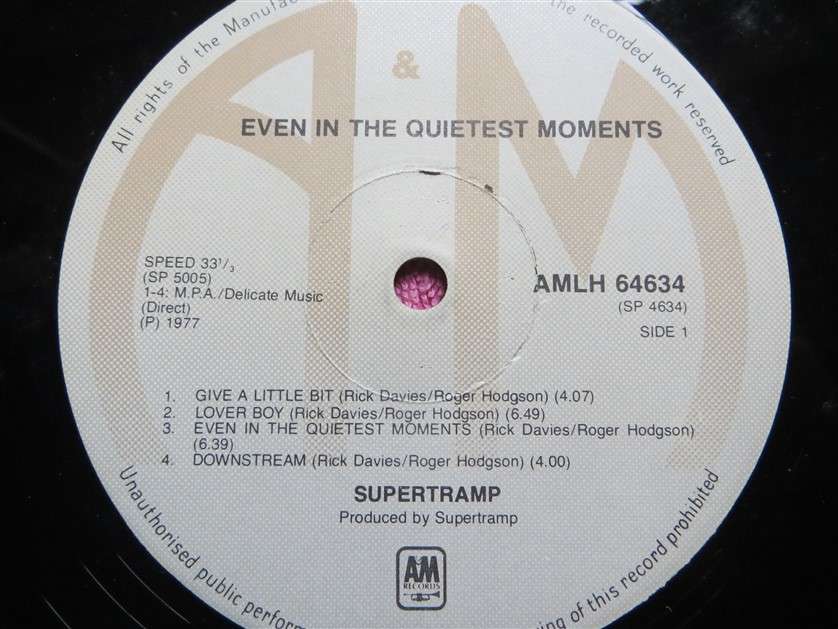 All rights of the
the recorded work reserved
A & M
EVEN IN THE QUIETEST MOMENTS
SPEED 33¹/₃
(SP 5005)
1-4: M.P.A./Delicate Music
(Direct)
(P) 1977
AMLH 64634
(SP 4634)
SIDE 1
1. GIVE A LITTLE BIT (Rick Davies/Roger Hodgson) (4.07)
2. LOVER BOY (Rick Davies/Roger Hodgson) (6.49)
3. EVEN IN THE QUIETEST MOMENTS (Rick Davies/Roger Hodgson)
(6.39)
4. DOWNSTREAM (Rick Davies/Roger Hodgson) (4.00)
SUPERTRAMP
Produced by Supertramp
A&M
RECORDS
Unauthorised public
of this record prohibited